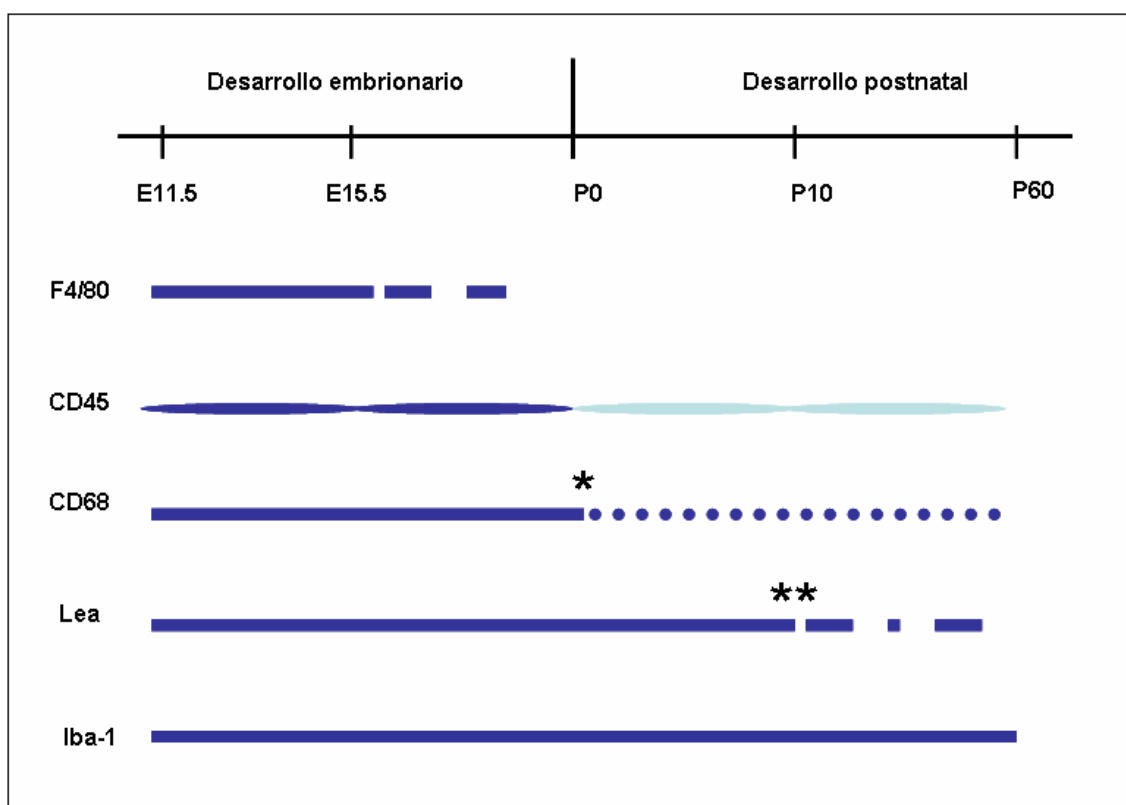 Desarrollo embrionario Desarrollo postnatal
E11.5 E15.5 P0 P10 P60
F4/80
CD45
*
CD68
**
Lea
Iba-1